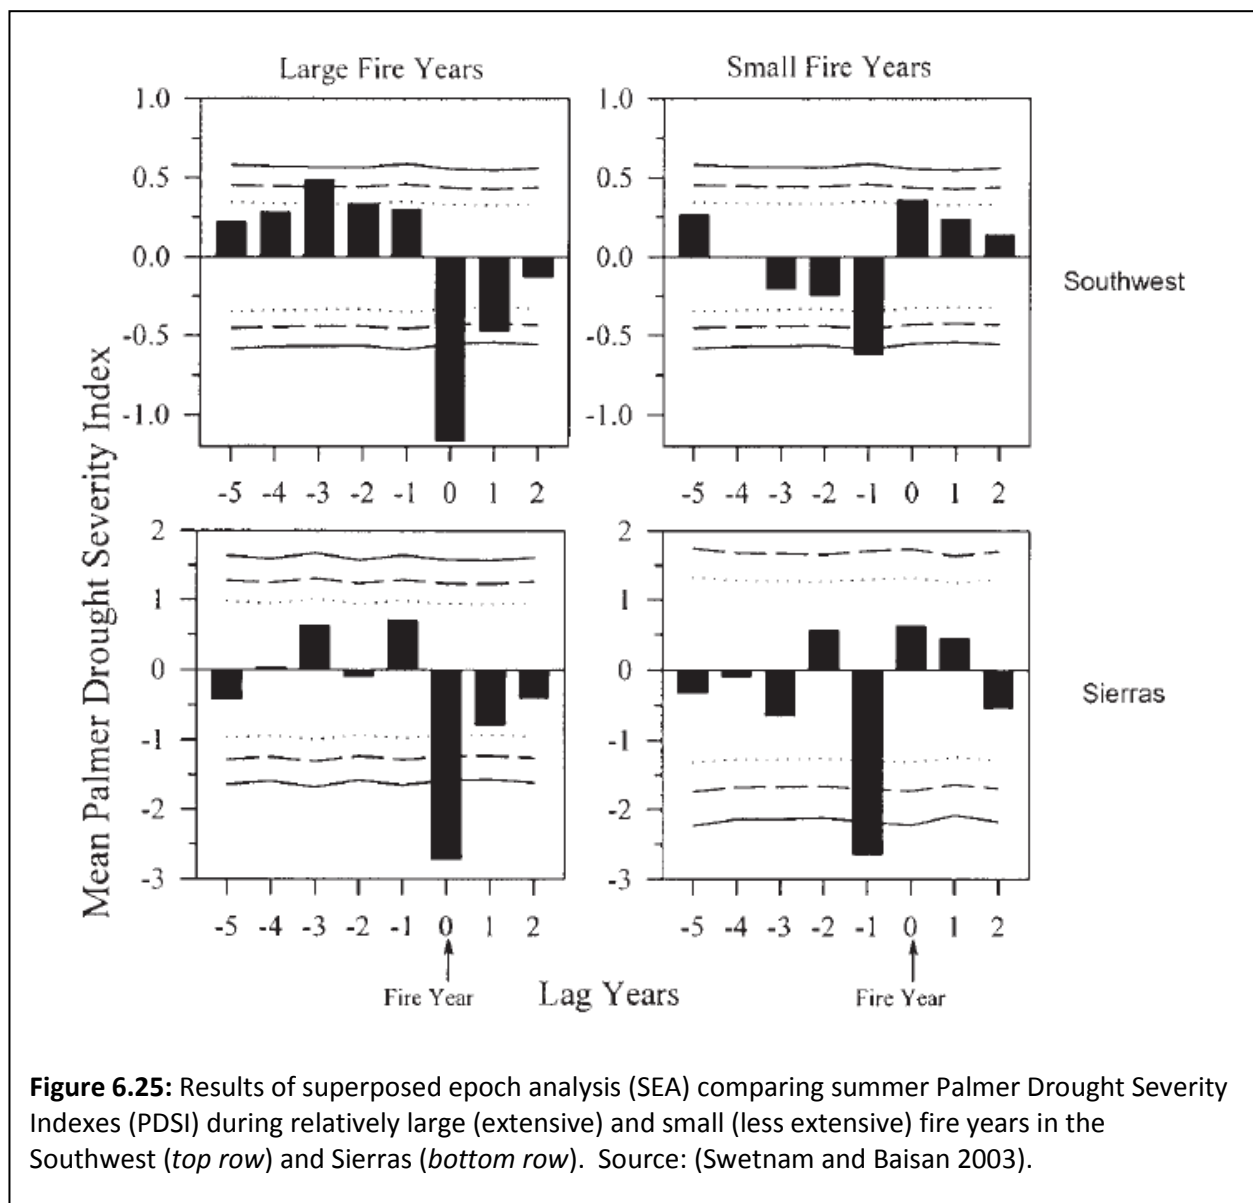 Large Fire Years
Small Fire Years
1.0
0.5
0.0
-0.5
-1.0
-5 -4 -3 -2 -1 0 1 2
1.0
0.5
0.0
-0.5
-1.0
-5 -4 -3 -2 -1 0 1 2
Southwest
Mean Palmer Drought Severity Index
2
1
0
-1
-2
-3
-5 -4 -3 -2 -1 0 1 2
2
1
0
-1
-2
-3
-5 -4 -3 -2 -1 0 1 2
Sierras
Fire Year
Lag Years
Fire Year
Figure 6.25: Results of superposed epoch analysis (SEA) comparing summer Palmer Drought Severity
Indexes (PDSI) during relatively large (extensive) and small (less extensive) fire years in the
Southwest (top row) and Sierras (bottom row). Source: (Swetnam and Baisan 2003).